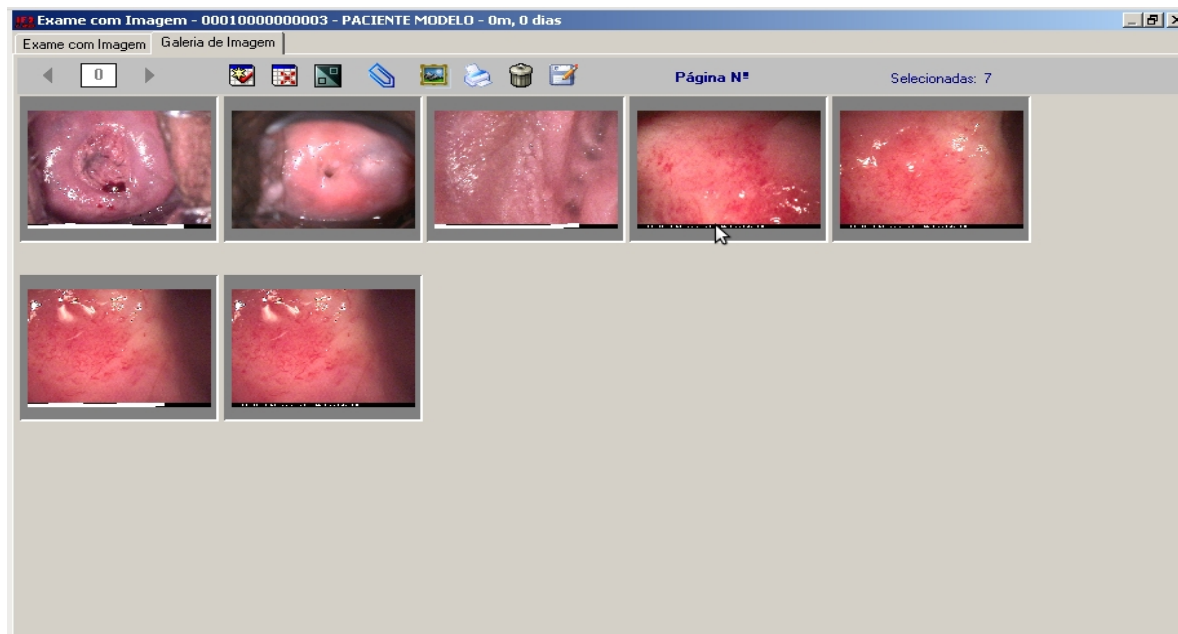 Exame com Imagem - 00010000000003 - PACIENTE MODELO - 0m, 0 dias
Exame com Imagem
Galeria de Imagem
0
Página Nº
Selecionadas: 7